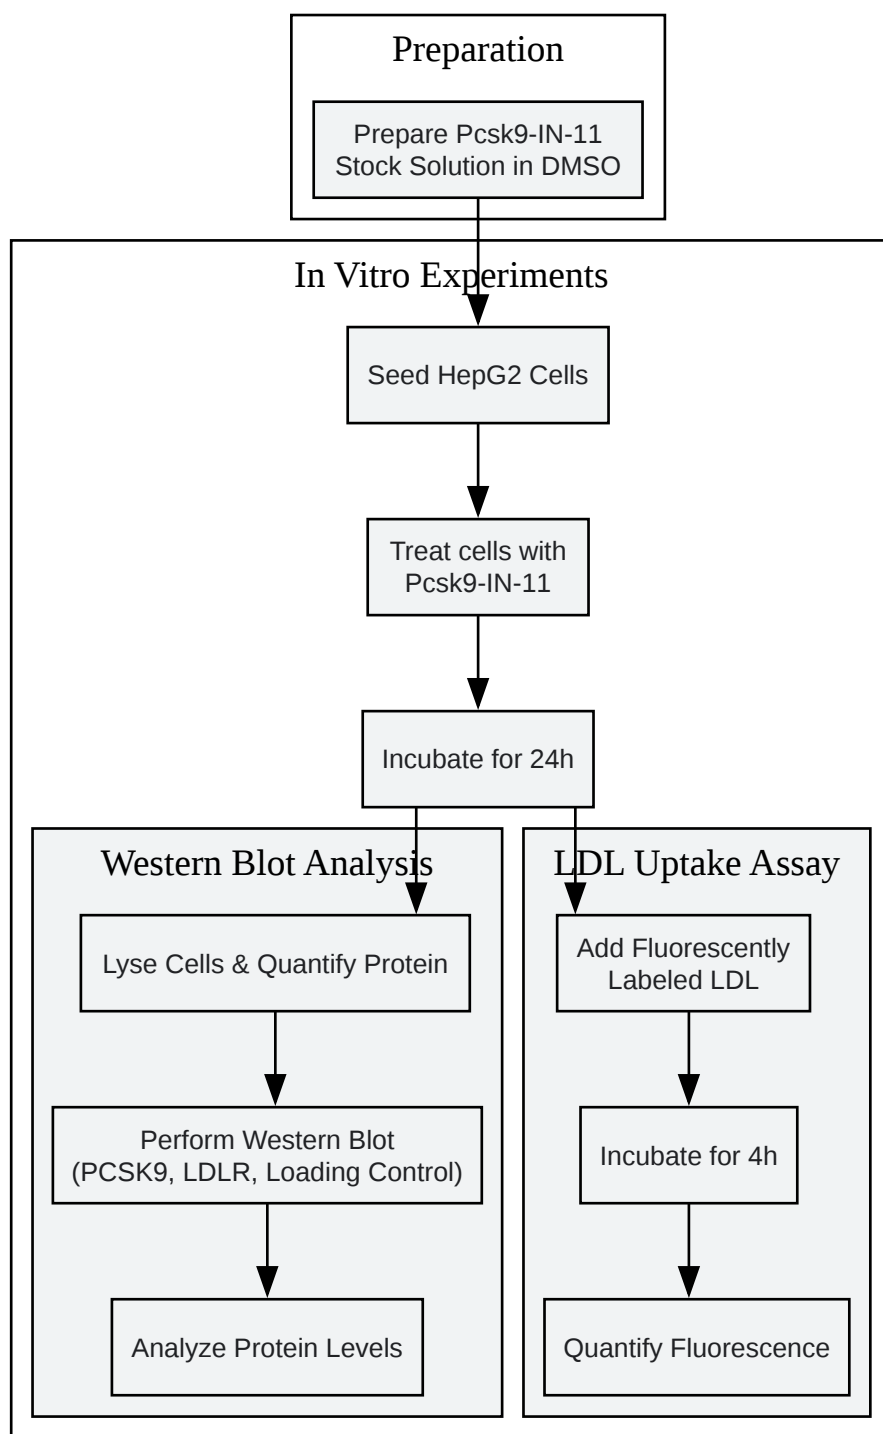 Preparation
Prepare Pcsk9-IN-11
Stock Solution in DMSO
In Vitro Experiments
Seed HepG2 Cells
Treat cells with
Pcsk9-IN-11
Incubate for 24h
Western Blot Analysis
Lyse Cells & Quantify Protein
Perform Western Blot
(PCSK9, LDLR, Loading Control)
Analyze Protein Levels
LDL Uptake Assay
Add Fluorescently
Labeled LDL
Incubate for 4h
Quantify Fluorescence